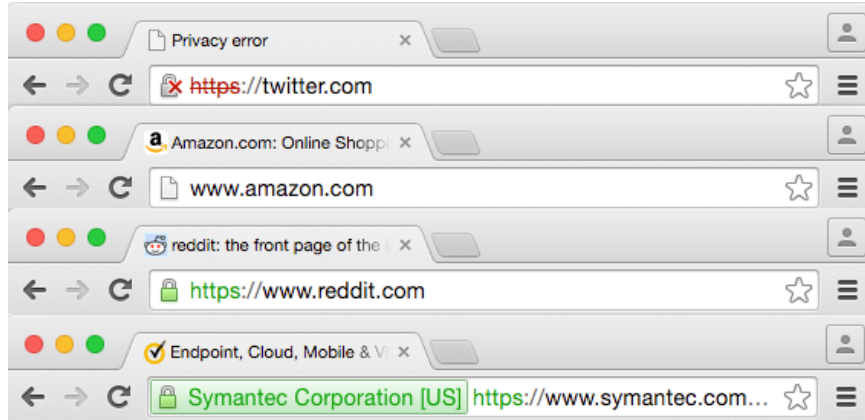 Privacy error
https://twitter.com
a Amazon.com: Online Shoppi
www.amazon.com
reddit: the front page of the i
https://www.reddit.com
Endpoint, Cloud, Mobile & Vi
Symantec Corporation [US] https://www.symantec.com...